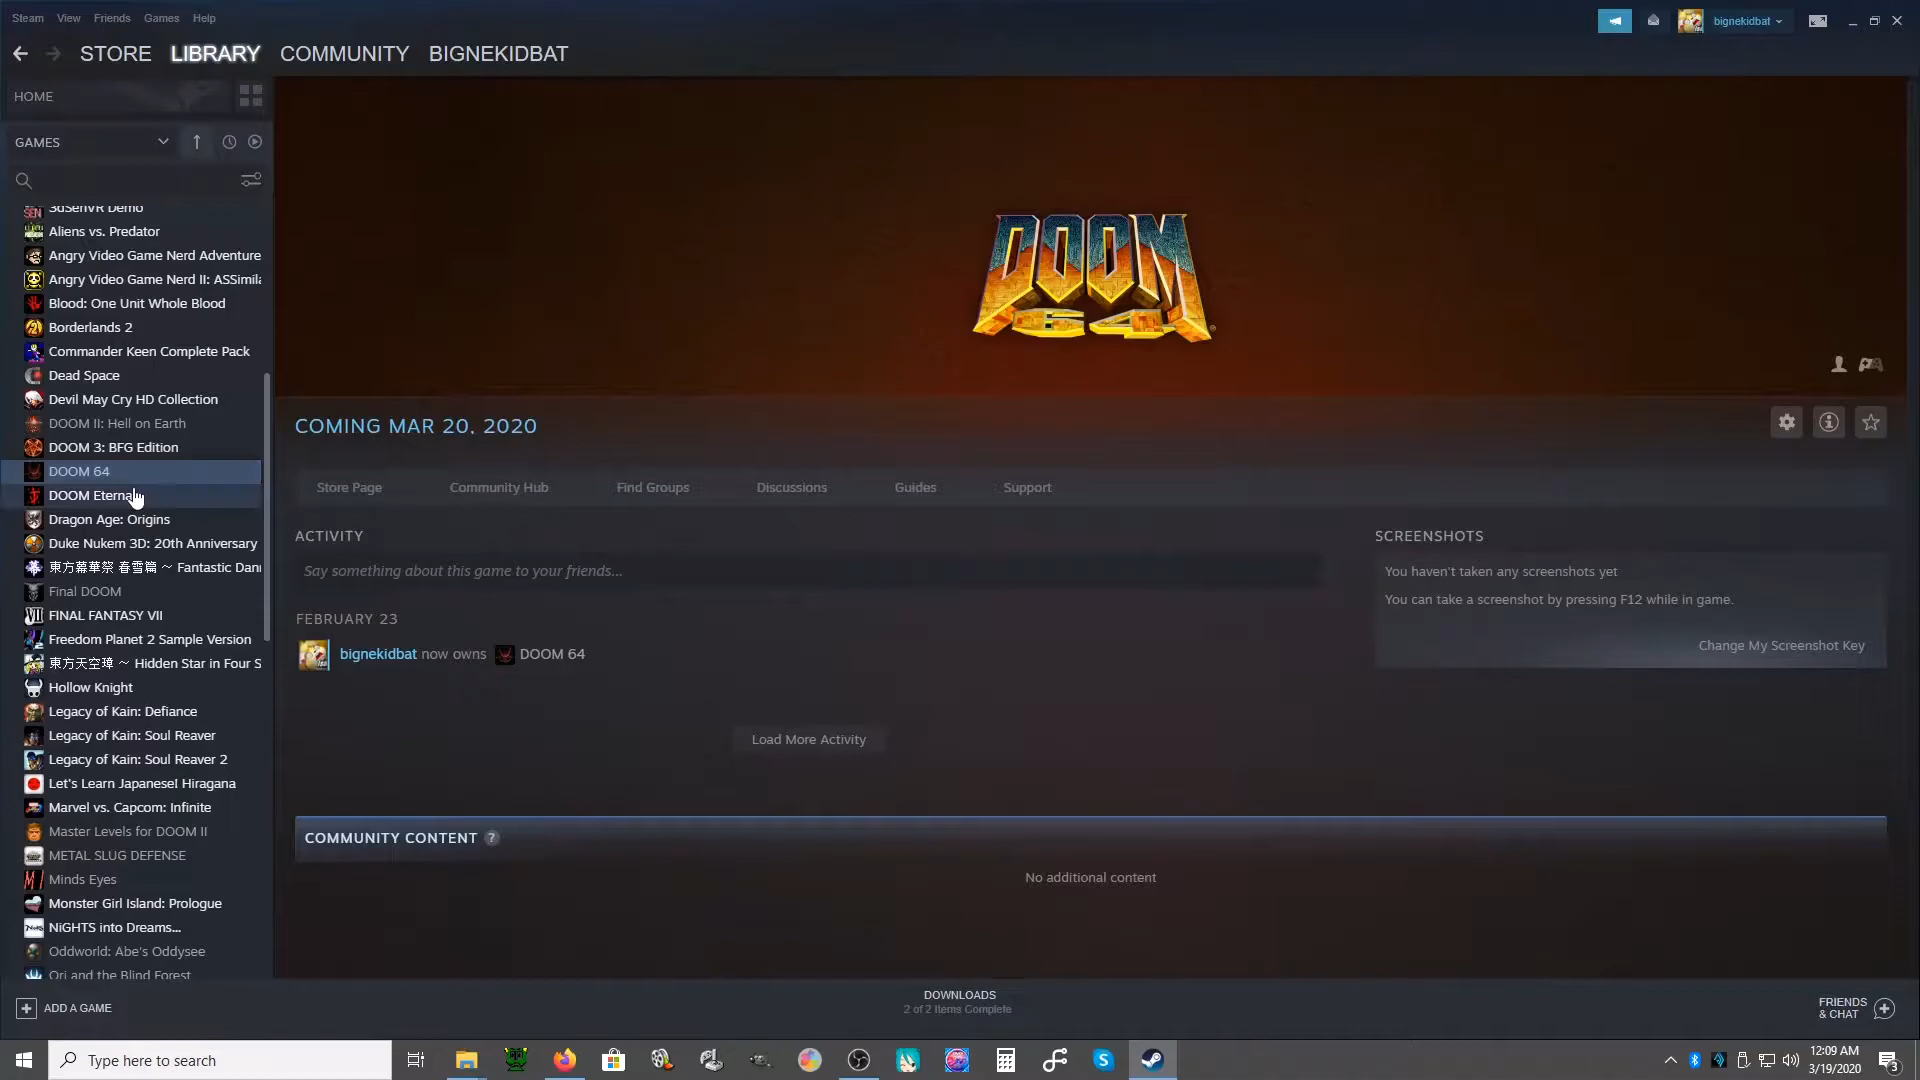 Steam View Friends Games Help
bignekidbat
STORE LIBRARY COMMUNITY BIGNEKIDBAT
HOME
GAMES
3dSenVR Demo
Aliens vs. Predator
Angry Video Game Nerd Adventure
Angry Video Game Nerd II: ASSimila
Blood: One Unit Whole Blood
Borderlands 2
Commander Keen Complete Pack
Dead Space
Devil May Cry HD Collection
DOOM II: Hell on Earth
DOOM 3: BFG Edition
DOOM 64
DOOM Eternal
Dragon Age: Origins
Duke Nukem 3D: 20th Anniversary
東方幕華祭 春雪篇 ～ Fantastic Dan
Final DOOM
FINAL FANTASY VII
Freedom Planet 2 Sample Version
東方天空璋 ～ Hidden Star in Four S
Hollow Knight
Legacy of Kain: Defiance
Legacy of Kain: Soul Reaver
Legacy of Kain: Soul Reaver 2
Let's Learn Japanese! Hiragana
Marvel vs. Capcom: Infinite
Master Levels for DOOM II
METAL SLUG DEFENSE
Minds Eyes
Monster Girl Island: Prologue
NiGHTS into Dreams...
Oddworld: Abe's Oddysee
Ori and the Blind Forest
ADD A GAME
DOOM
64
COMING MAR 20, 2020
Store Page Community Hub Find Groups Discussions Guides Support
ACTIVITY
Say something about this game to your friends...
FEBRUARY 23
bignekidbat now owns DOOM 64
Load More Activity
SCREENSHOTS
You haven't taken any screenshots yet
You can take a screenshot by pressing F12 while in game.
Change My Screenshot Key
COMMUNITY CONTENT ?
No additional content
DOWNLOADS
2 of 2 Items Complete
FRIENDS
& CHAT
Type here to search
12:09 AM
3/19/2020
3